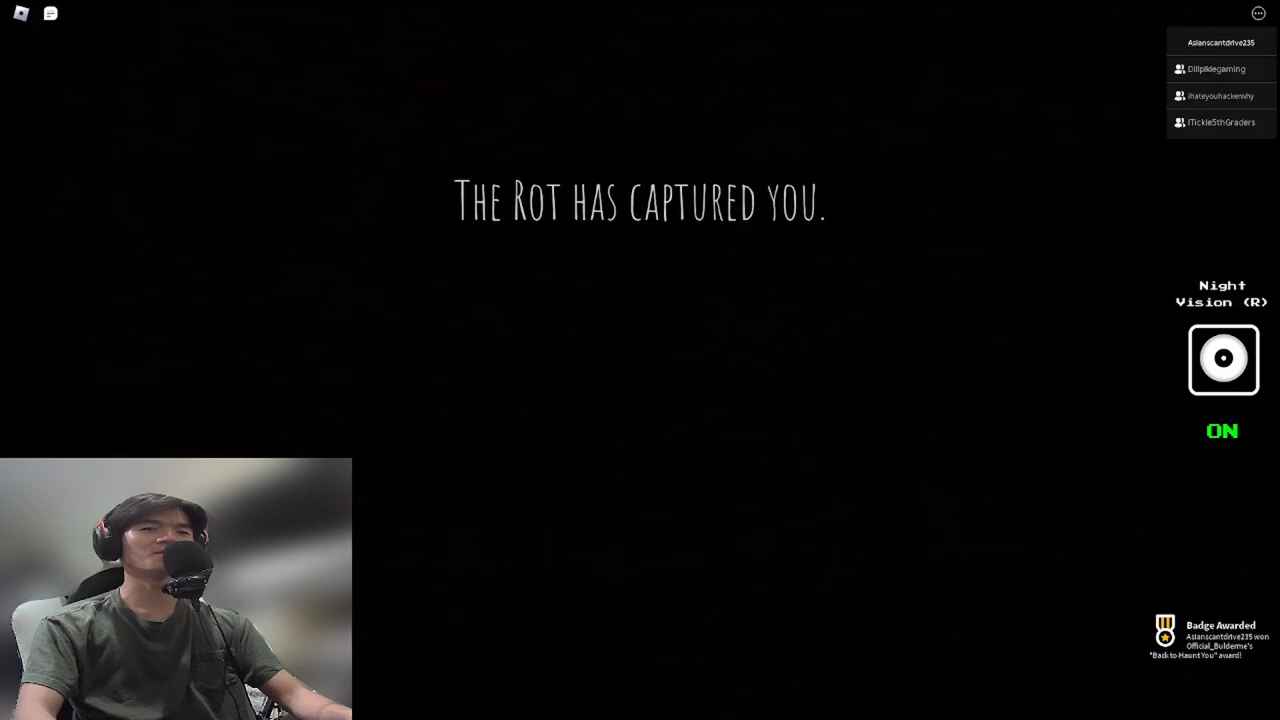 Asianscantdrive235
Dillpiklegaming
ihateyouhackerwhy
ITickle5thGraders
THE ROT HAS CAPTURED YOU.
Night
Vision (R)
ON
Badge Awarded
Asianscantdrive235 won
Official_Bulderme's
"Back to Haunt You" award!